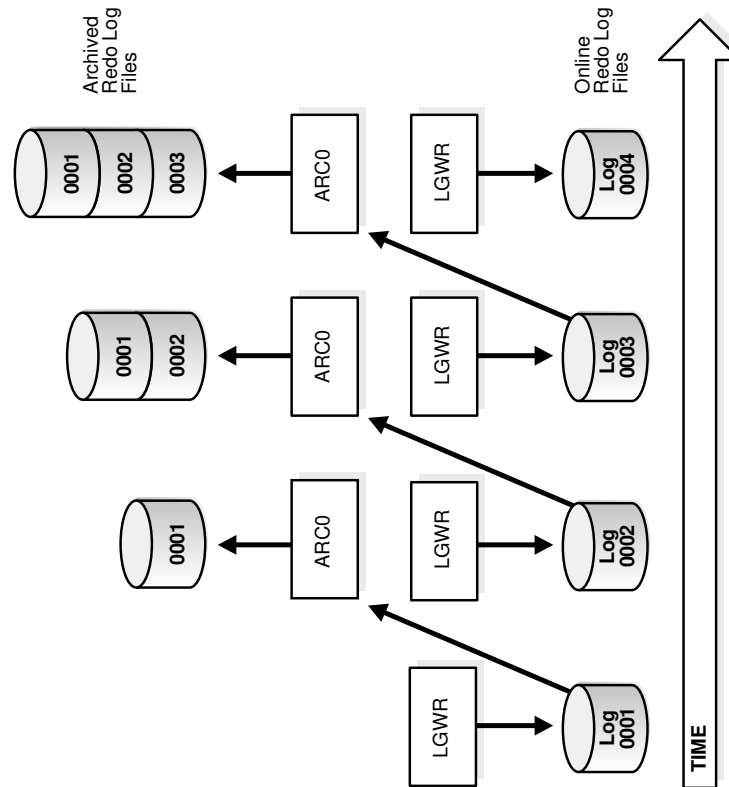 Archived
Redo Log
Files
0001
0001
0002
0001
0002
0003
ARC0
ARC0
ARC0
LGWR
LGWR
LGWR
LGWR
Online
Redo Log
Files
Log
0001
Log
0002
Log
0003
Log
0004
TIME